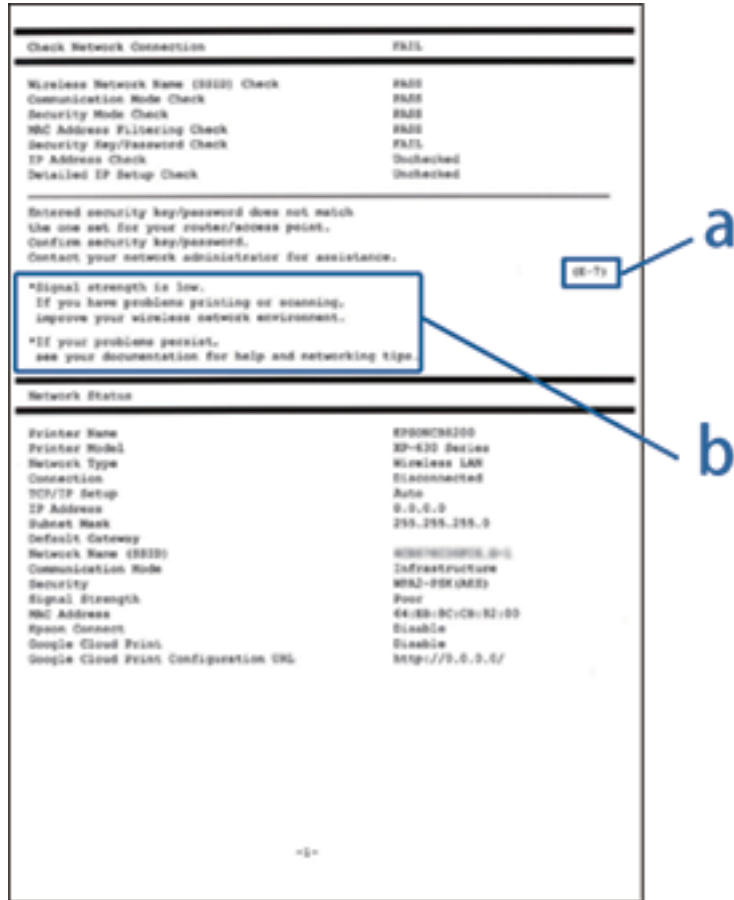 Check Network Connection FAIL
Wireless Network Name (SSID) Check PASS
Communication Mode Check PASS
Security Mode Check PASS
MAC Address Filtering Check PASS
Security Key/Password Check FAIL
IP Address Check Unchecked
Detailed IP Setup Check Unchecked
Entered security key/password does not match
the one set for your router/access point.
Confirm security key/password.
Contact your network administrator for assistance.
a
(E-7)
*Signal strength is low.
If you have problems printing or scanning,
improve your wireless network environment.
*If your problems persist,
see your documentation for help and networking tips.
b
Network Status
Printer Name
Printer Model XP-630 Series
Network Type Wireless LAN
Connection Disconnected
TCP/IP Setup Auto
IP Address 0.0.0.0
Subnet Mask 255.255.255.0
Default Gateway
Network Name (SSID)
Communication Mode Infrastructure
Security WPA2-PSK(AES)
Signal Strength Poor
MAC Address
Epson Connect Disable
Google Cloud Print Disable
Google Cloud Print Configuration URL http://0.0.0.0/
-1-